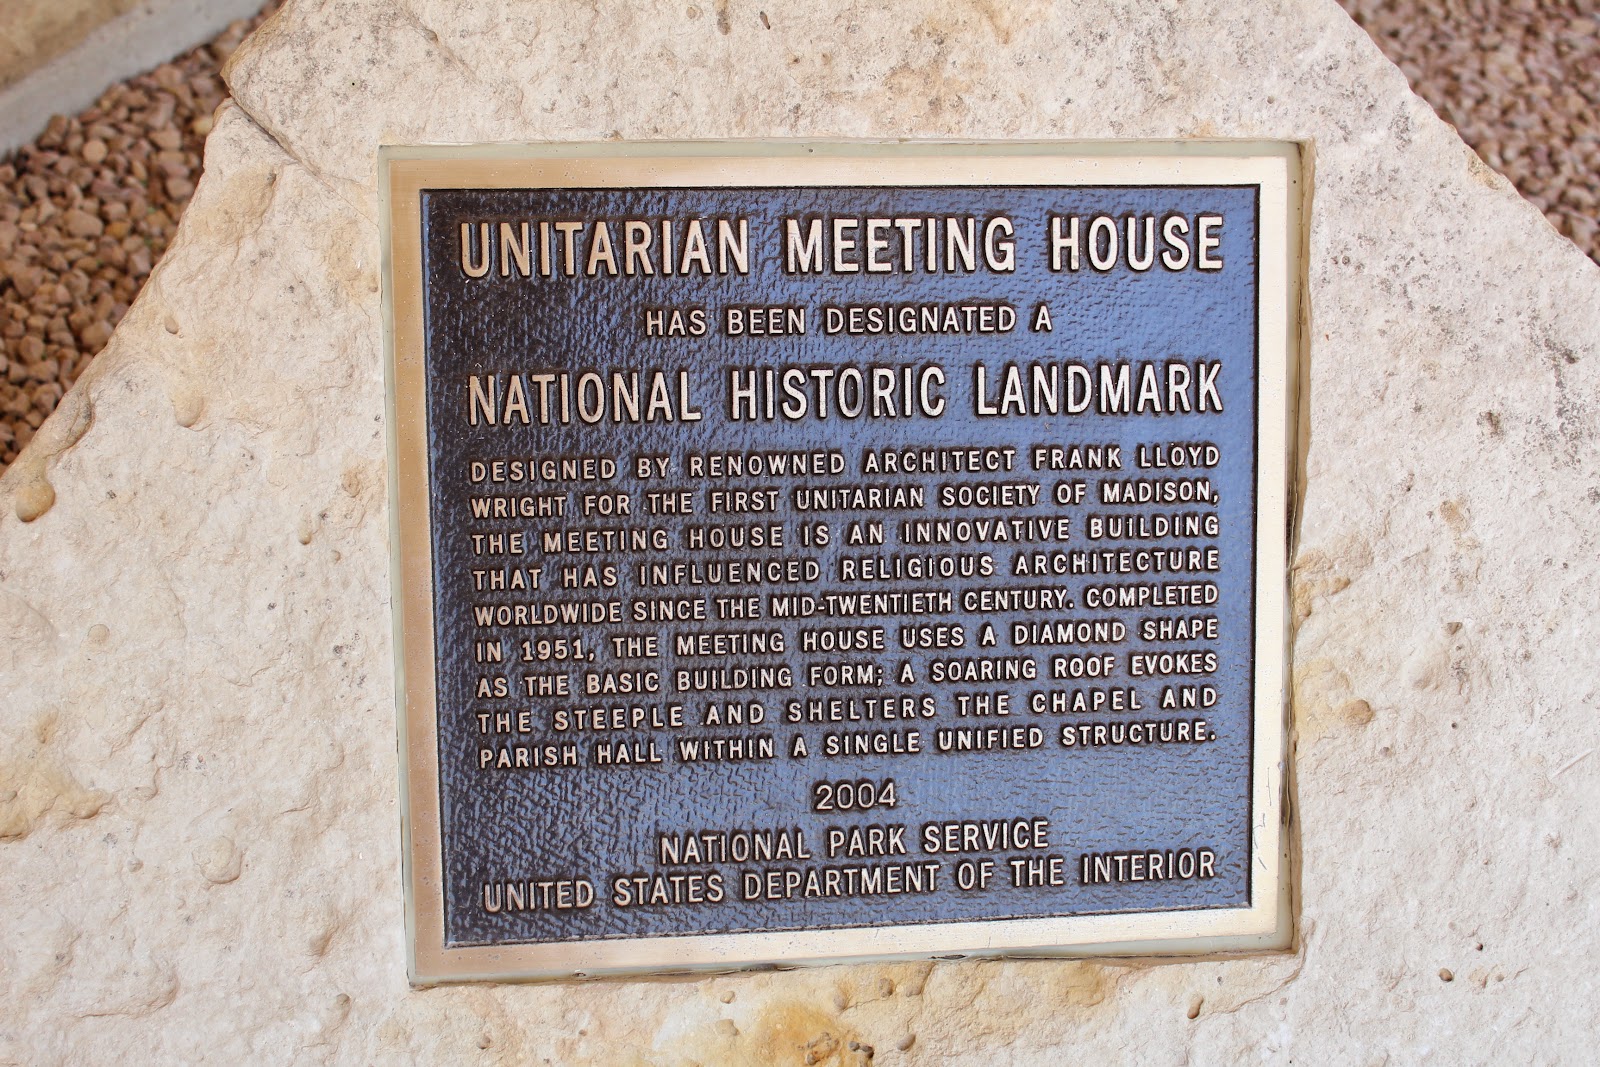 UNITARIAN MEETING HOUSE
HAS BEEN DESIGNATED A
NATIONAL HISTORIC LANDMARK
DESIGNED BY RENOWNED ARCHITECT FRANK LLOYD
WRIGHT FOR THE FIRST UNITARIAN SOCIETY OF MADISON,
THE MEETING HOUSE IS AN INNOVATIVE BUILDING
THAT HAS INFLUENCED RELIGIOUS ARCHITECTURE
WORLDWIDE SINCE THE MID-TWENTIETH CENTURY. COMPLETED
IN 1951, THE MEETING HOUSE USES A DIAMOND SHAPE
AS THE BASIC BUILDING FORM; A SOARING ROOF EVOKES
THE STEEPLE AND SHELTERS THE CHAPEL AND
PARISH HALL WITHIN A SINGLE UNIFIED STRUCTURE.
2004
NATIONAL PARK SERVICE
UNITED STATES DEPARTMENT OF THE INTERIOR